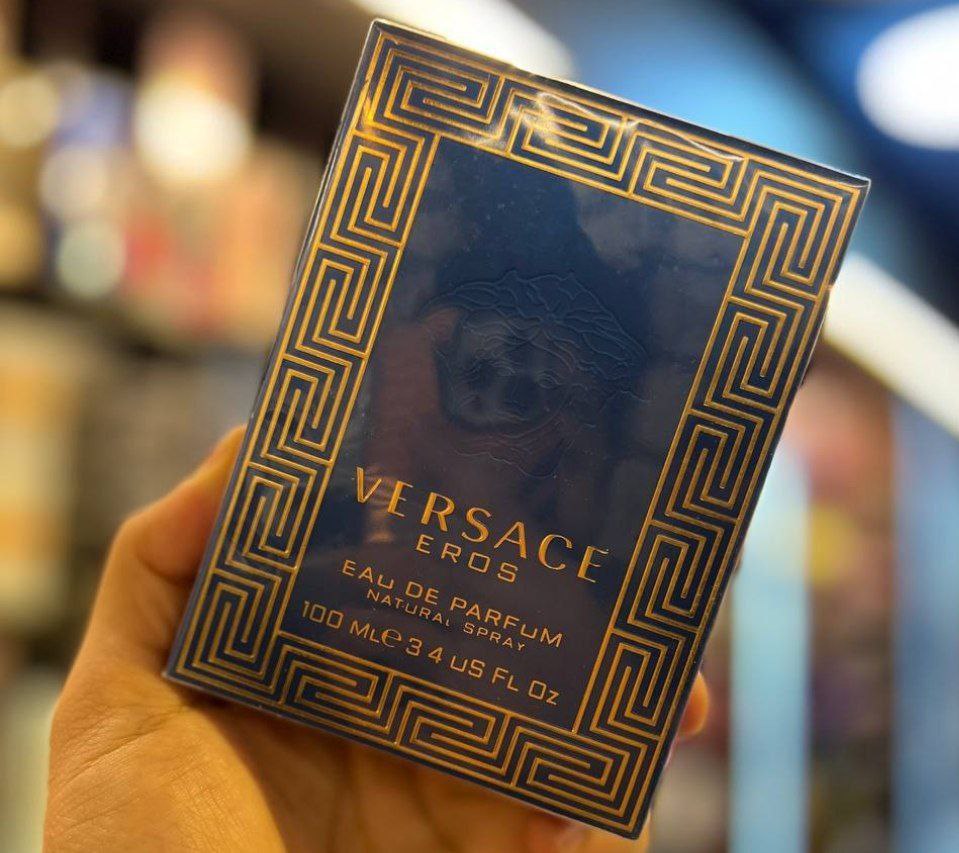 VERSACE
EROS
EAU DE PARFUM
NATURAL SPRAY
100 ML℮ 3 4 US FL Oz